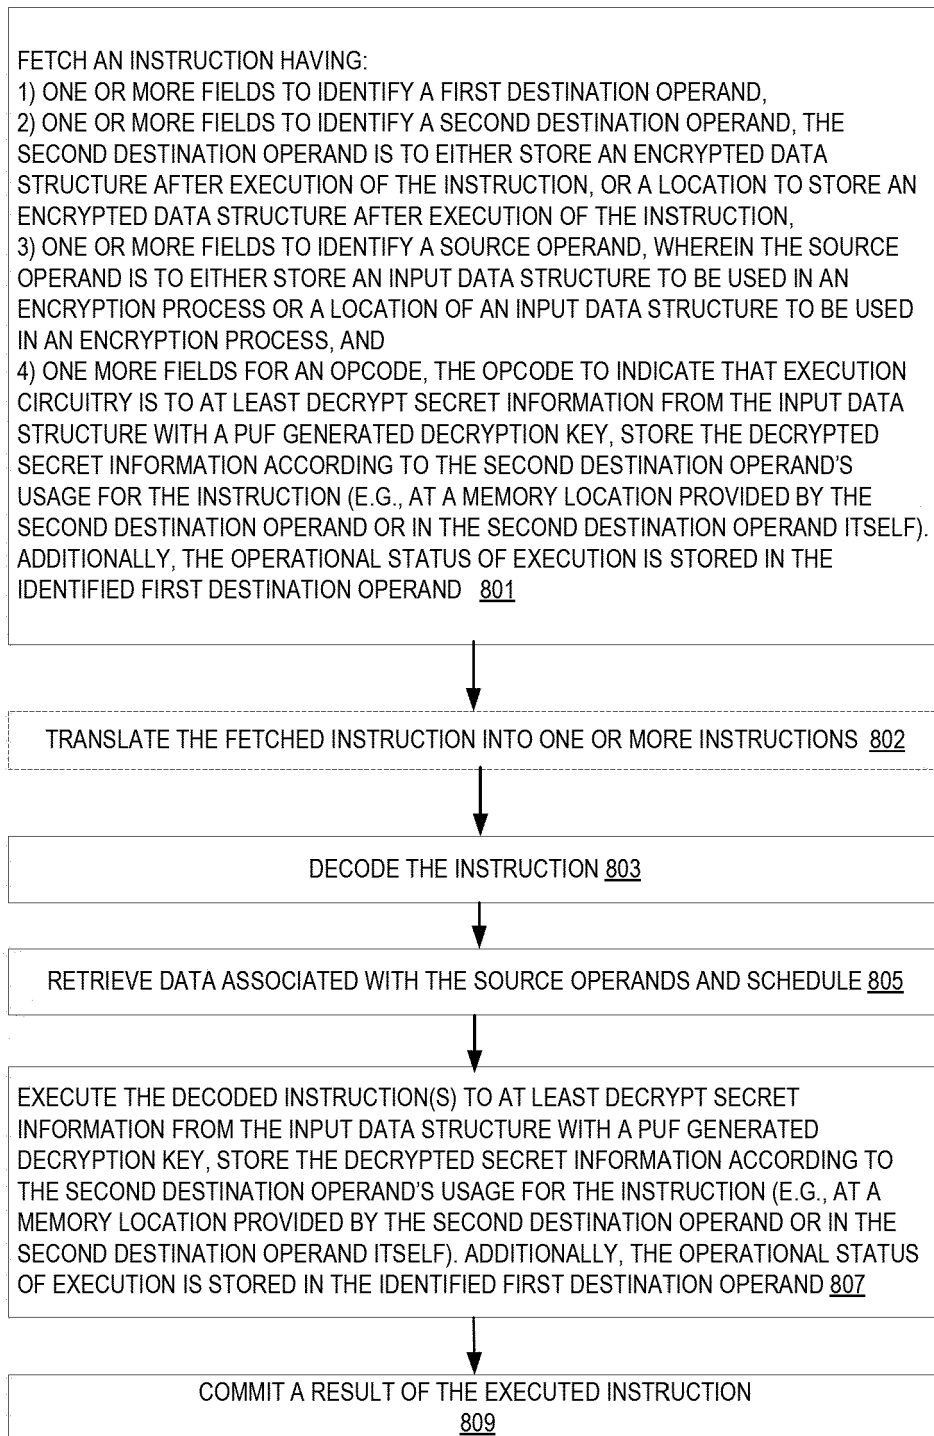 FETCH AN INSTRUCTION HAVING:
1) ONE OR MORE FIELDS TO IDENTIFY A FIRST DESTINATION OPERAND,
2) ONE OR MORE FIELDS TO IDENTIFY A SECOND DESTINATION OPERAND, THE
SECOND DESTINATION OPERAND IS TO EITHER STORE AN ENCRYPTED DATA
STRUCTURE AFTER EXECUTION OF THE INSTRUCTION, OR A LOCATION TO STORE AN
ENCRYPTED DATA STRUCTURE AFTER EXECUTION OF THE INSTRUCTION,
3) ONE OR MORE FIELDS TO IDENTIFY A SOURCE OPERAND, WHEREIN THE SOURCE
OPERAND IS TO EITHER STORE AN INPUT DATA STRUCTURE TO BE USED IN AN
ENCRYPTION PROCESS OR A LOCATION OF AN INPUT DATA STRUCTURE TO BE USED
IN AN ENCRYPTION PROCESS, AND
4) ONE MORE FIELDS FOR AN OPCODE, THE OPCODE TO INDICATE THAT EXECUTION
CIRCUITRY IS TO AT LEAST DECRYPT SECRET INFORMATION FROM THE INPUT DATA
STRUCTURE WITH A PUF GENERATED DECRYPTION KEY, STORE THE DECRYPTED
SECRET INFORMATION ACCORDING TO THE SECOND DESTINATION OPERAND'S
USAGE FOR THE INSTRUCTION (E.G., AT A MEMORY LOCATION PROVIDED BY THE
SECOND DESTINATION OPERAND OR IN THE SECOND DESTINATION OPERAND ITSELF).
ADDITIONALLY, THE OPERATIONAL STATUS OF EXECUTION IS STORED IN THE
IDENTIFIED FIRST DESTINATION OPERAND 801
TRANSLATE THE FETCHED INSTRUCTION INTO ONE OR MORE INSTRUCTIONS 802
DECODE THE INSTRUCTION 803
RETRIEVE DATA ASSOCIATED WITH THE SOURCE OPERANDS AND SCHEDULE 805
EXECUTE THE DECODED INSTRUCTION(S) TO AT LEAST DECRYPT SECRET
INFORMATION FROM THE INPUT DATA STRUCTURE WITH A PUF GENERATED
DECRYPTION KEY, STORE THE DECRYPTED SECRET INFORMATION ACCORDING TO
THE SECOND DESTINATION OPERAND'S USAGE FOR THE INSTRUCTION (E.G., AT A
MEMORY LOCATION PROVIDED BY THE SECOND DESTINATION OPERAND OR IN THE
SECOND DESTINATION OPERAND ITSELF). ADDITIONALLY, THE OPERATIONAL STATUS
OF EXECUTION IS STORED IN THE IDENTIFIED FIRST DESTINATION OPERAND 807
COMMIT A RESULT OF THE EXECUTED INSTRUCTION
809